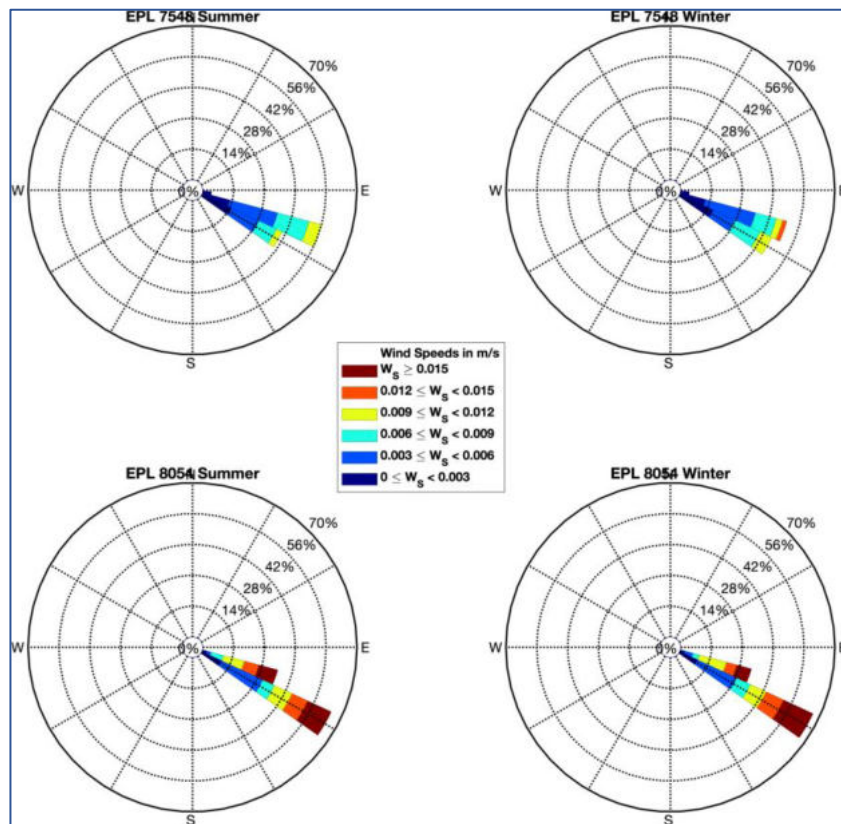 EPL 7548 Summer
N
70%
56%
42%
28%
14%
0%
W
E
S
EPL 7548 Winter
N
70%
56%
42%
28%
14%
0%
W
E
S
Wind Speeds in m/s
W_S ≥ 0.015
0.012 ≤ W_S < 0.015
0.009 ≤ W_S < 0.012
0.006 ≤ W_S < 0.009
0.003 ≤ W_S < 0.006
0 ≤ W_S < 0.003
EPL 8054 Summer
N
70%
56%
42%
28%
14%
0%
W
E
S
EPL 8054 Winter
N
70%
56%
42%
28%
14%
0%
W
E
S